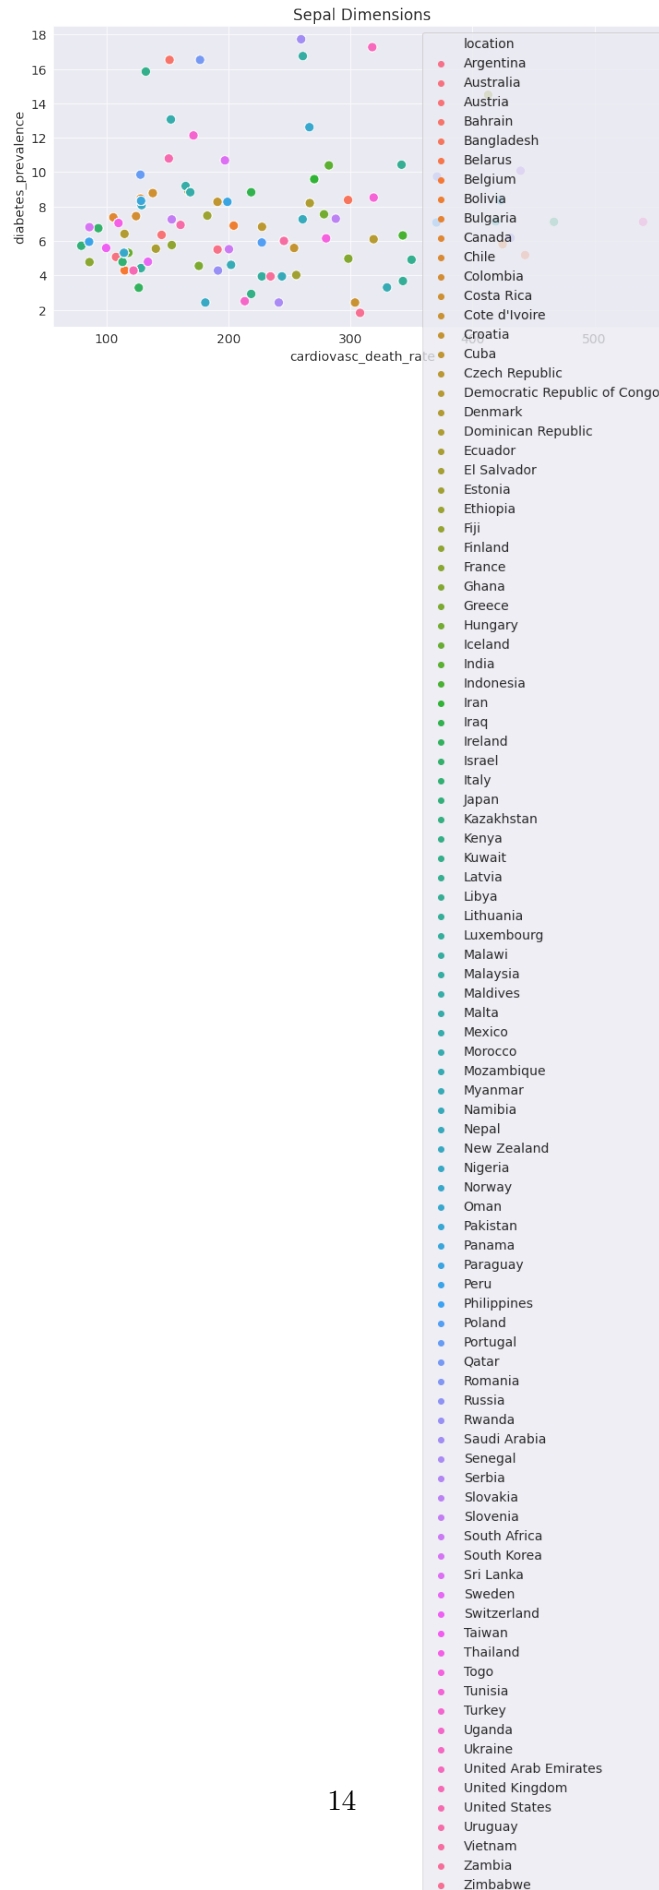 Sepal Dimensions
18
16
14
12
10
8
6
4
2
diabetes_prevalence
100
200
300
400
500
cardiovasc_death_rate
location
Argentina
Australia
Austria
Bahrain
Bangladesh
Belarus
Belgium
Bolivia
Bulgaria
Canada
Chile
Colombia
Costa Rica
Cote d'Ivoire
Croatia
Cuba
Czech Republic
Democratic Republic of Congo
Denmark
Dominican Republic
Ecuador
El Salvador
Estonia
Ethiopia
Fiji
Finland
France
Ghana
Greece
Hungary
Iceland
India
Indonesia
Iran
Iraq
Ireland
Israel
Italy
Japan
Kazakhstan
Kenya
Kuwait
Latvia
Libya
Lithuania
Luxembourg
Malawi
Malaysia
Maldives
Malta
Mexico
Morocco
Mozambique
Myanmar
Namibia
Nepal
New Zealand
Nigeria
Norway
Oman
Pakistan
Panama
Paraguay
Peru
Philippines
Poland
Portugal
Qatar
Romania
Russia
Rwanda
Saudi Arabia
Senegal
Serbia
Slovakia
Slovenia
South Africa
South Korea
Sri Lanka
Sweden
Switzerland
Taiwan
Thailand
Togo
Tunisia
Turkey
Uganda
Ukraine
United Arab Emirates
United Kingdom
United States
Uruguay
Vietnam
Zambia
Zimbabwe
14